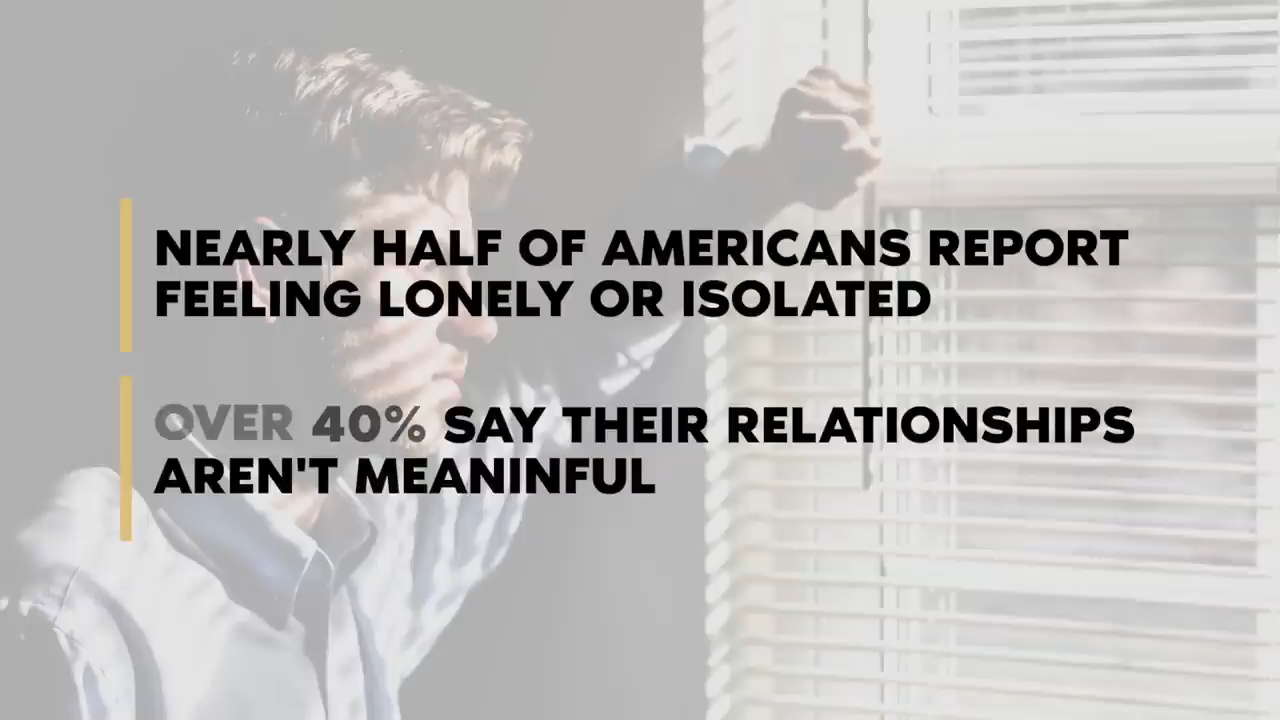 NEARLY HALF OF AMERICANS REPORT
FEELING LONELY OR ISOLATED
OVER 40% SAY THEIR RELATIONSHIPS
AREN'T MEANINFUL